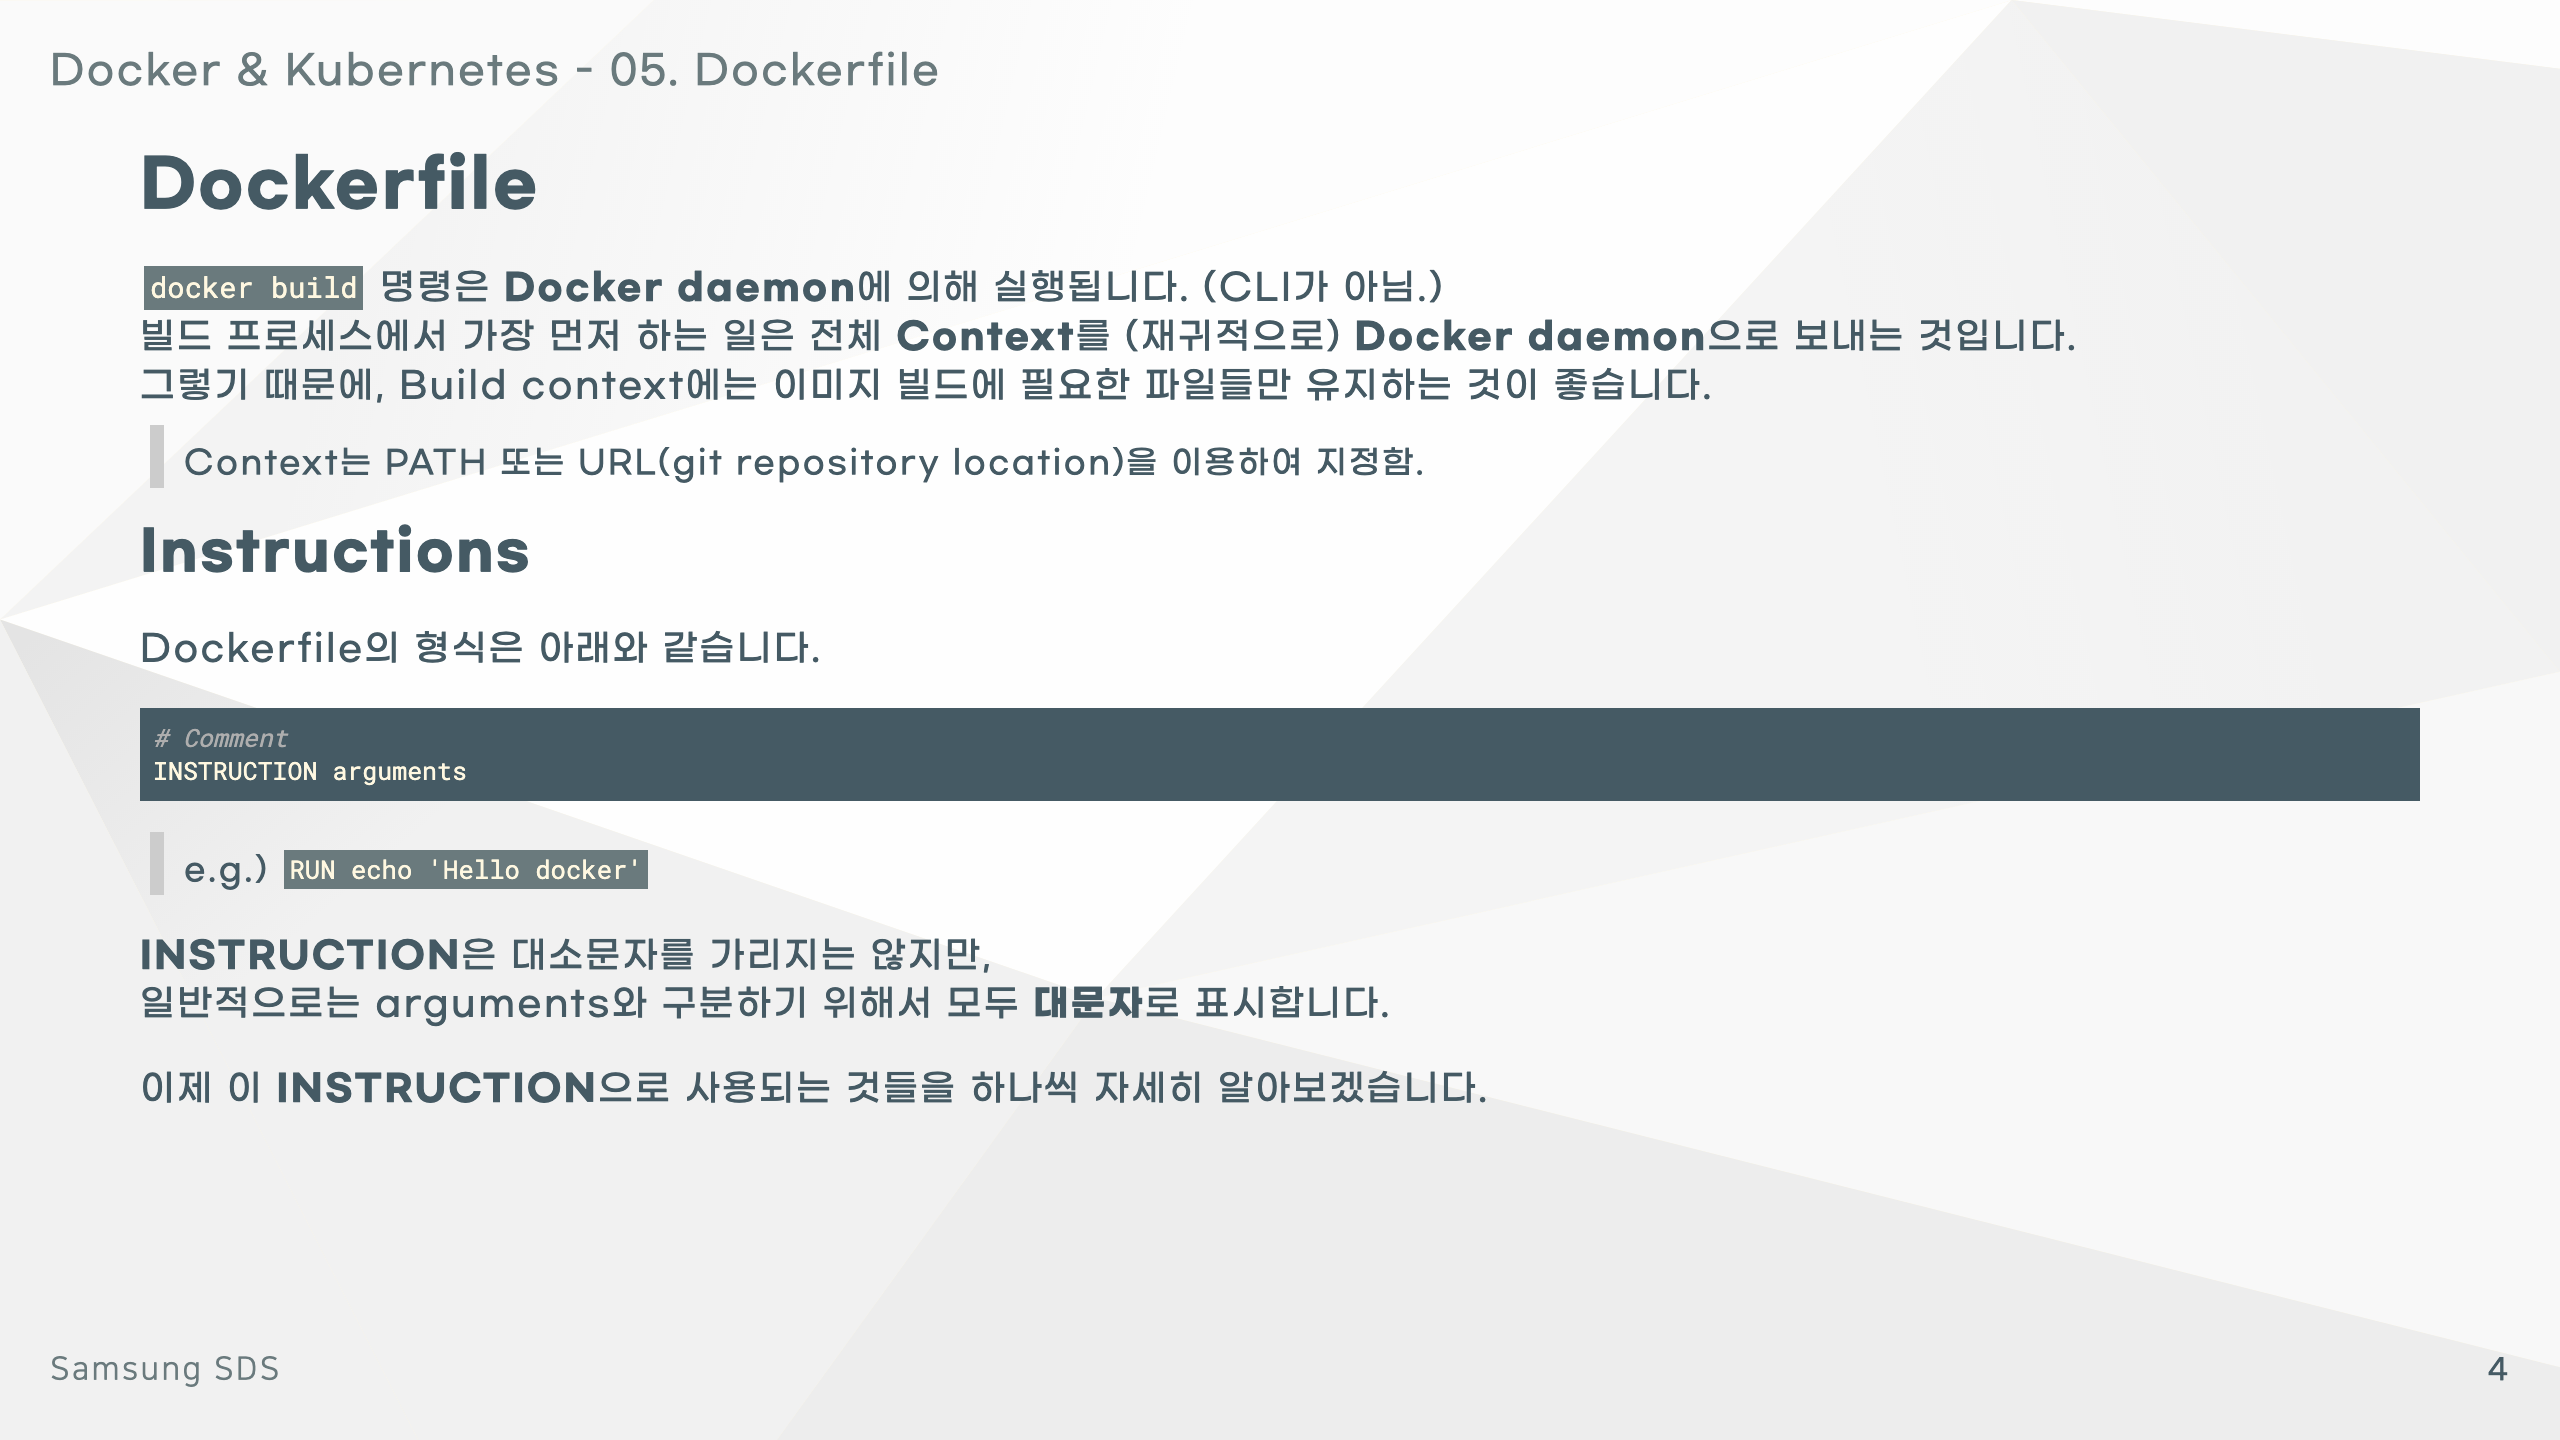 Docker & Kubernetes - 05. Dockerfile
Dockerfile
docker build 명령은 Docker daemon에 의해 실행됩니다. (CLI가 아님.)
빌드 프로세스에서 가장 먼저 하는 일은 전체 Context를 (재귀적으로) Docker daemon으로 보내는 것입니다.
그렇기 때문에, Build context에는 이미지 빌드에 필요한 파일들만 유지하는 것이 좋습니다.
Context는 PATH 또는 URL(git repository location)을 이용하여 지정함.
Instructions
Dockerfile의 형식은 아래와 같습니다.
# Comment
INSTRUCTION arguments
e.g.) RUN echo 'Hello docker'
INSTRUCTION은 대소문자를 가리지는 않지만,
일반적으로는 arguments와 구분하기 위해서 모두 대문자로 표시합니다.
이제 이 INSTRUCTION으로 사용되는 것들을 하나씩 자세히 알아보겠습니다.
Samsung SDS
4